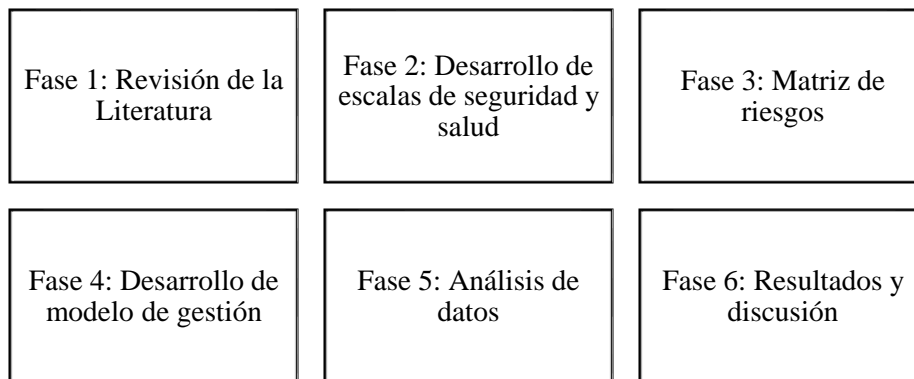 Fase 1: Revisión de la
Literatura
Fase 2: Desarrollo de
escalas de seguridad y
salud
Fase 3: Matriz de
riesgos
Fase 4: Desarrollo de
modelo de gestión
Fase 5: Análisis de
datos
Fase 6: Resultados y
discusión